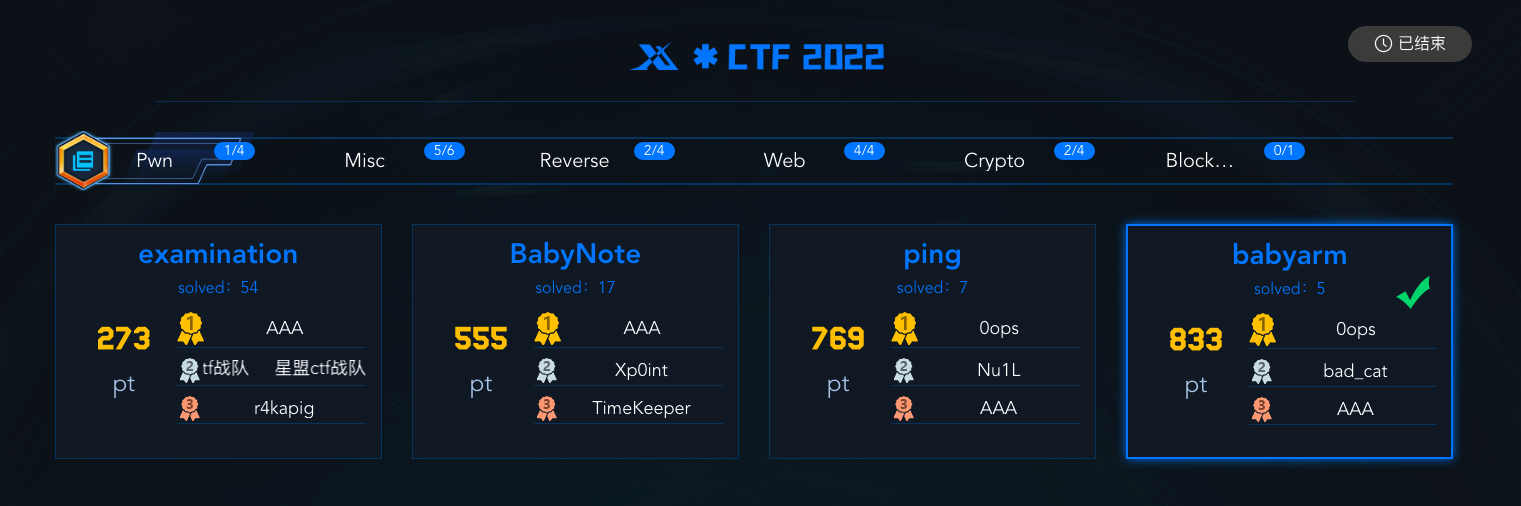 已结束
X * CTF 2022
Pwn 1/4 Misc 5/6 Reverse 2/4 Web 4/4 Crypto 2/4 Block... 0/1
examination
solved: 54
273 pt
1 AAA
2 tf战队 星盟ctf战队
3 r4kapig
BabyNote
solved: 17
555 pt
1 AAA
2 Xp0int
3 TimeKeeper
ping
solved: 7
769 pt
1 0ops
2 Nu1L
3 AAA
babyarm
solved: 5
833 pt
1 0ops
2 bad_cat
3 AAA